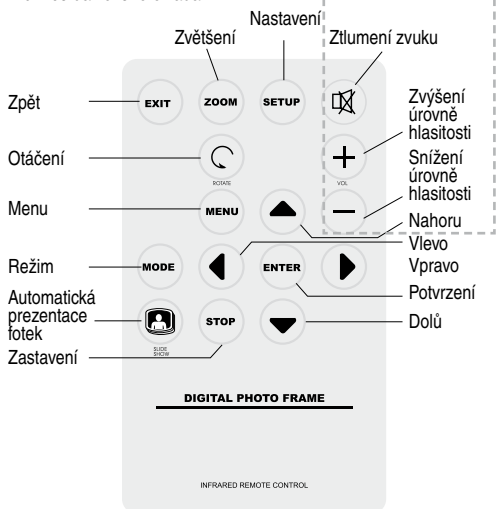 Nastavení
Zvětšení
Ztlumení zvuku
Zpět
EXIT
ZOOM
SETUP
Zvýšení
úrovně
hlasitosti
Otáčení
ROTATE
VOL
Snížení
úrovně
hlasitosti
Menu
MENU
Nahoru
Vlevo
Režim
MODE
ENTER
Vpravo
Potvrzení
Automatická
prezentace
fotek
SLIDE
SHOW
STOP
Dolů
Zastavení
DIGITAL PHOTO FRAME
INFRARED REMOTE CONTROL